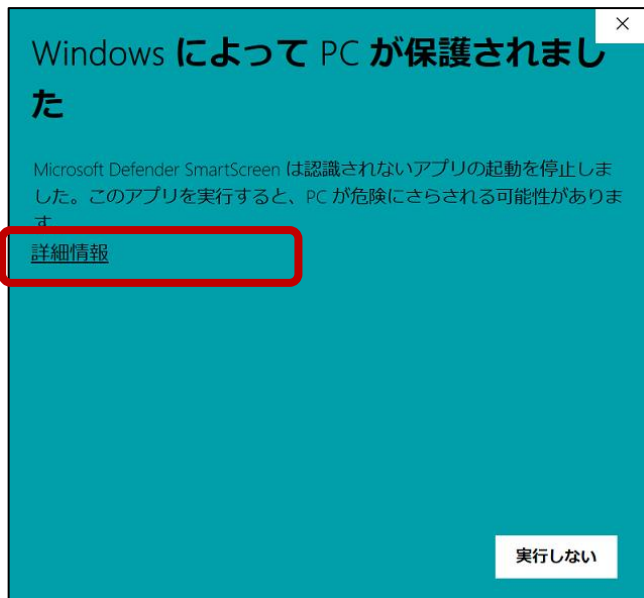 Windows によって PC が保護されまし
た
Microsoft Defender SmartScreen は認識されないアプリの起動を停止しま
した。このアプリを実行すると、PC が危険にさらされる可能性がありま
す。
詳細情報
実行しない